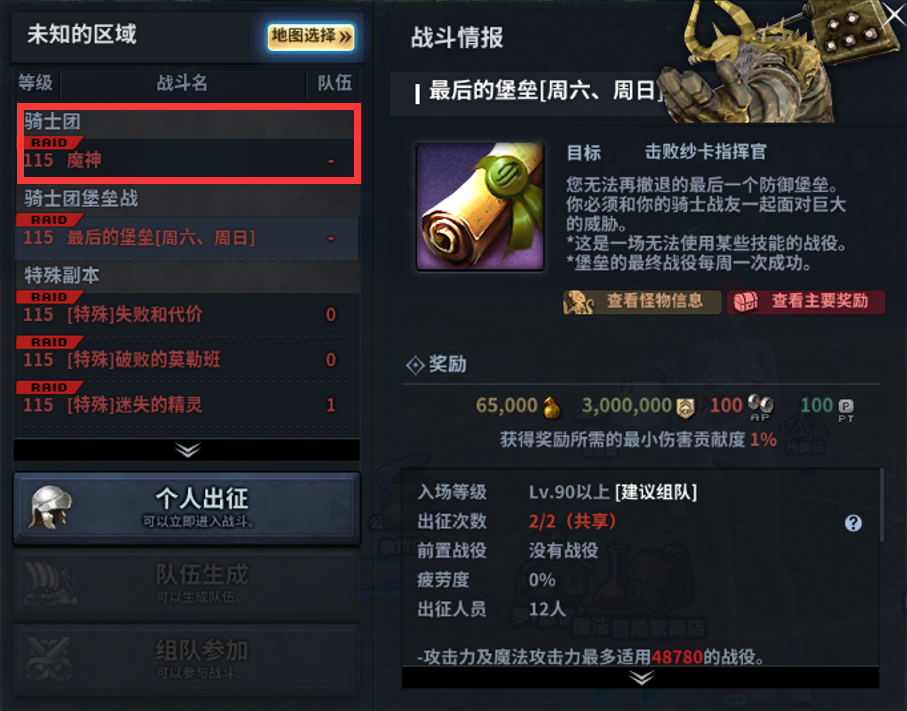 未知的区域
地图选择
等级 战斗名 队伍
骑士团
RAID
115 魔神 -
骑士团堡垒战
RAID
115 最后的堡垒[周六、周日] -
特殊副本
RAID
115 [特殊]失败和代价 0
RAID
115 [特殊]破败的莫勒班 0
RAID
115 [特殊]迷失的精灵 1
个人出征
可以立即进入战斗。
队伍生成
可以生成队伍。
组队参加
可以参与战斗。
战斗情报
最后的堡垒[周六、周日]
目标 击败纱卡指挥官
您无法再撤退的最后一个防御堡垒。
你必须和你的骑士战友一起面对巨大
的威胁。
*这是一场无法使用某些技能的战役。
*堡垒的最终战役每周一次成功。
查看怪物信息 查看主要奖励
奖励
65,000 3,000,000 100 AP 100 PT
获得奖励所需的最小伤害贡献度 1%
入场等级 Lv.90以上 [建议组队]
出征次数 2/2（共享）
前置战役 没有战役
疲劳度 0%
出征人员 12人
-攻击力及魔法攻击力最多适用48780的战役。
魔法 冒险家商店